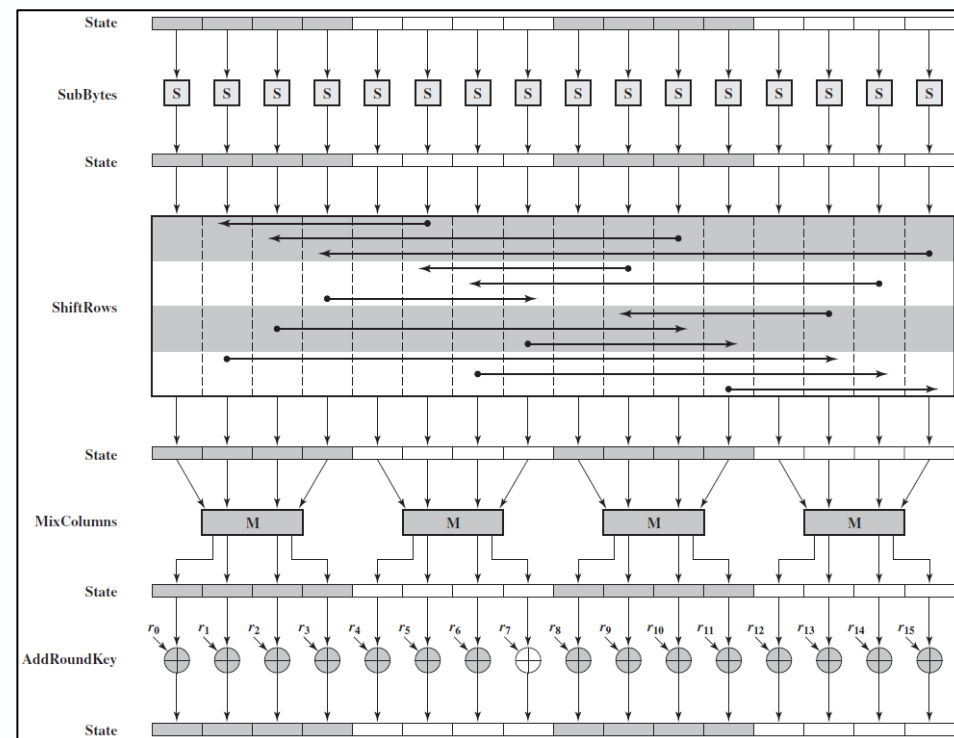 State
SubBytes S S S S S S S S S S S S S S S S
State
ShiftRows
State
MixColumns M M M M
State
r0 r1 r2 r3 r4 r5 r6 r7 r8 r9 r10 r11 r12 r13 r14 r15
AddRoundKey
State